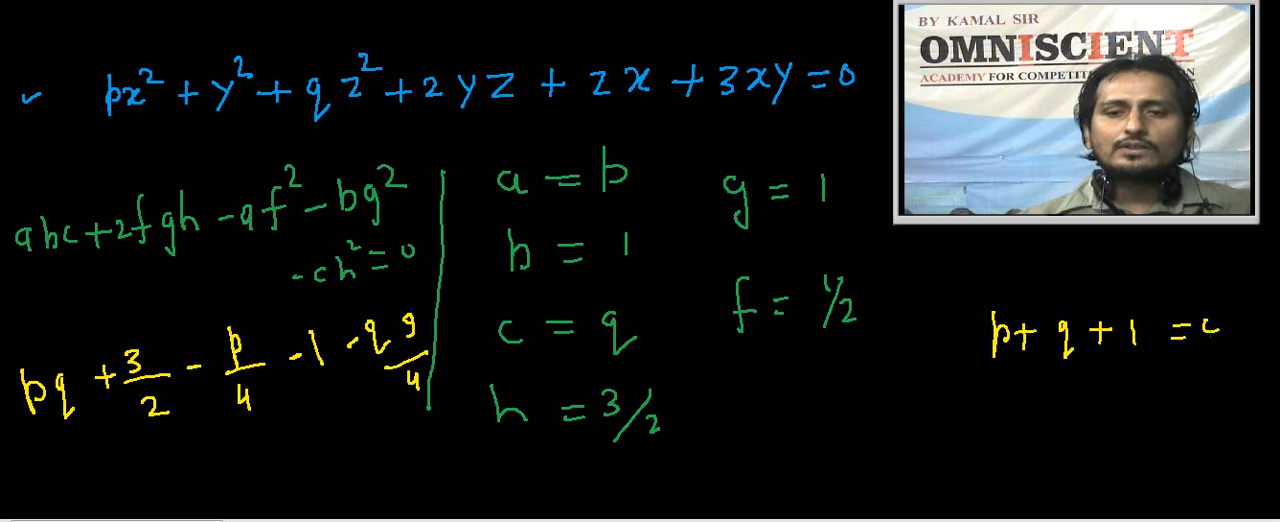 BY KAMAL SIR
OMNISCIENT
ACADEMY FOR COMPETIT
px² + y² + qz² + 2yz + zx + 3xy = 0
abc + 2fgh - af² - bg²
- ch² = 0
a = p
b = 1
c = q
h = 3/2
g = 1
f = 1/2
pq + 3/2 - p/4 - 1 - q 9/4
p + q + 1 =